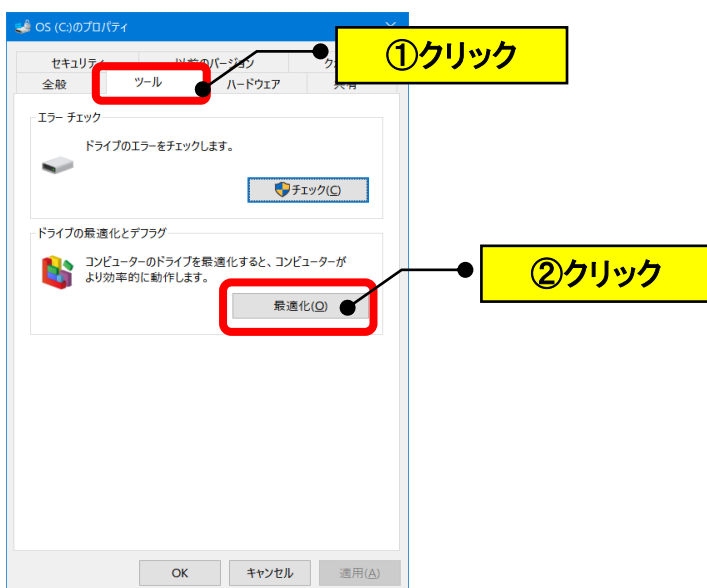 OS (C:)のプロパティ
①クリック
セキュリティ
以前のバージョン
全般
ツール
ハードウェア
共有
エラー チェック
ドライブのエラーをチェックします。
チェック(C)
ドライブの最適化とデフラグ
コンピューターのドライブを最適化すると、コンピューターが
より効率的に動作します。
最適化(O)
②クリック
OK
キャンセル
適用(A)